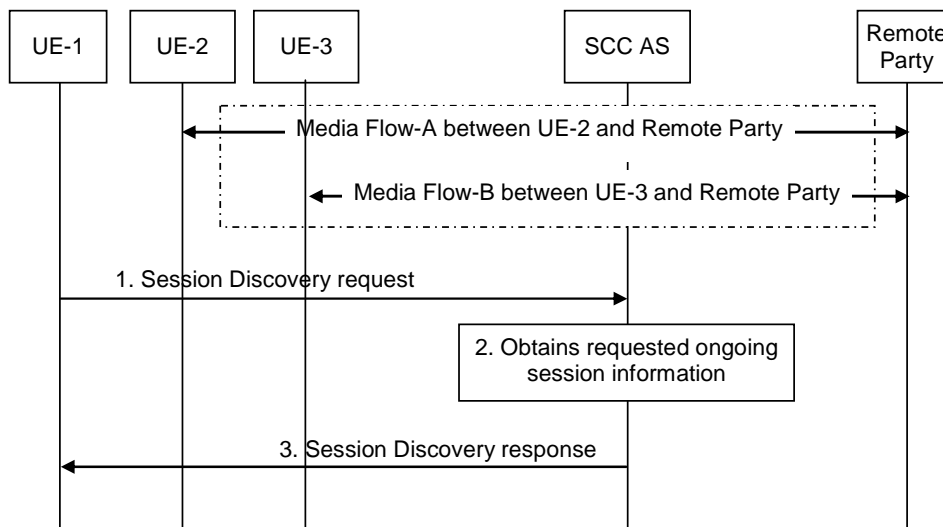 UE-1
UE-2
UE-3
SCC AS
Remote
Party
Media Flow-A between UE-2 and Remote Party
Media Flow-B between UE-3 and Remote Party
1. Session Discovery request
2. Obtains requested ongoing
session information
3. Session Discovery response